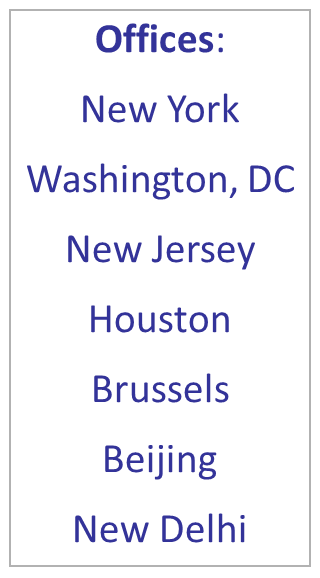 Offices:
New York
Washington, DC
New Jersey
Houston
Brussels
Beijing
New Delhi